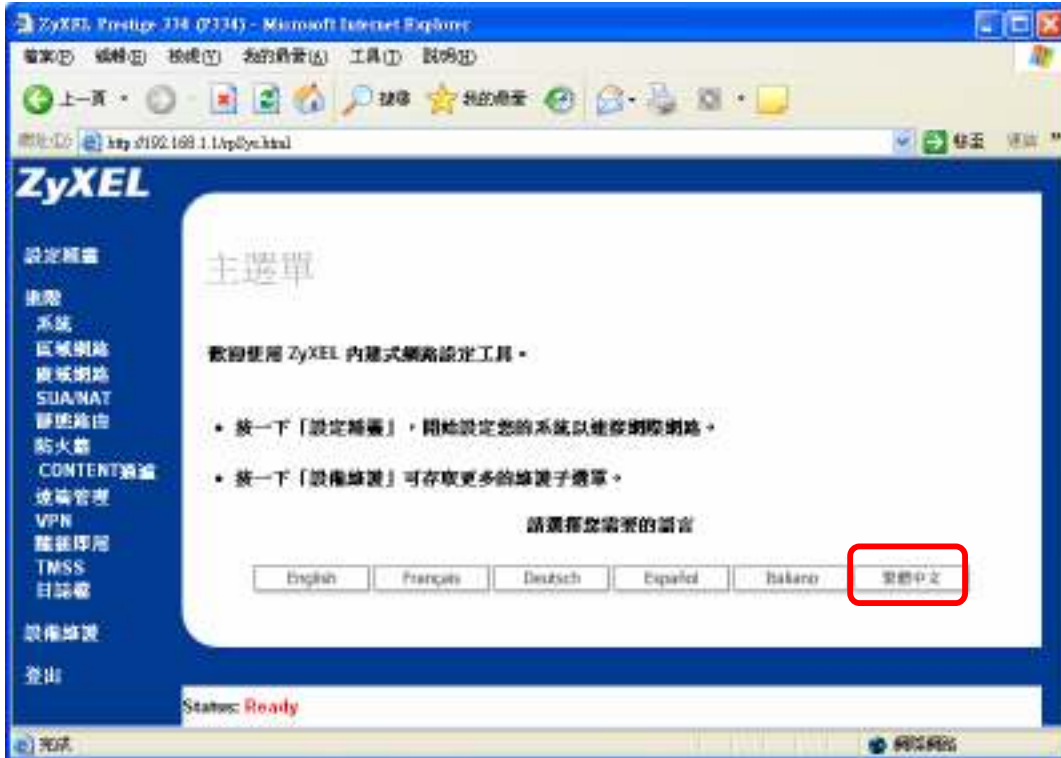 ZyXEL Prestige 334 (P334) - Microsoft Internet Explorer
檔案(F) 編輯(E) 檢視(V) 我的最愛(A) 工具(T) 說明(H)
上一頁 搜尋 我的最愛
網址(D) http://192.168.1.1/rpSys.html 移至 連結 »
ZyXEL
設定精靈
進階
系統
區域網路
廣域網路
SUA/NAT
靜態路由
防火牆
CONTENT過濾
遠端管理
VPN
隨插即用
TMSS
日誌檔
設備維護
登出
主選單
歡迎使用 ZyXEL 內建式網路設定工具。
• 按一下「設定精靈」，開始設定您的系統以連接網際網路。
• 按一下「設備維護」可存取更多的維護子選單。
請選擇您需要的語言
English Français Deutsch Español Italiano 繁體中文
Status: Ready
完成 網際網路